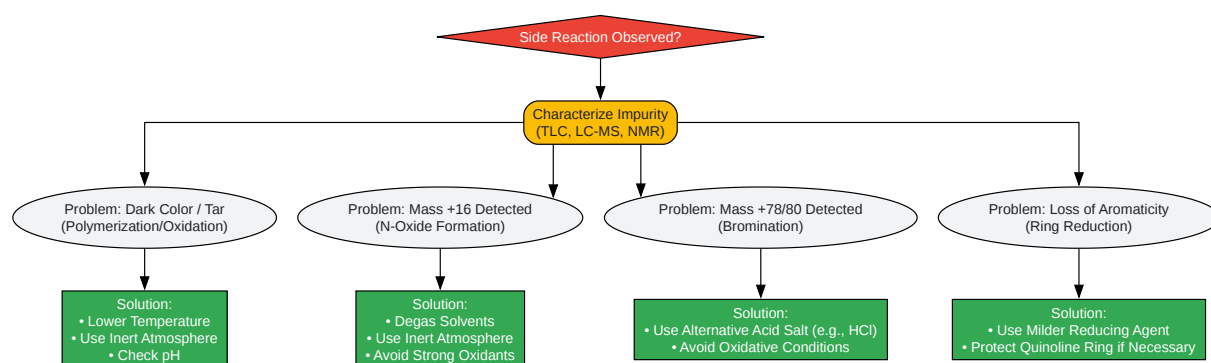 Side Reaction Observed?
Characterize Impurity
(TLC, LC-MS, NMR)
Problem: Dark Color / Tar
(Polymerization/Oxidation)
Problem: Mass +16 Detected
(N-Oxide Formation)
Problem: Mass +78/80 Detected
(Bromination)
Problem: Loss of Aromaticity
(Ring Reduction)
Solution:
• Lower Temperature
• Use Inert Atmosphere
• Check pH
Solution:
• Degas Solvents
• Use Inert Atmosphere
• Avoid Strong Oxidants
Solution:
• Use Alternative Acid Salt (e.g., HCl)
• Avoid Oxidative Conditions
Solution:
• Use Milder Reducing Agent
• Protect Quinoline Ring if Necessary